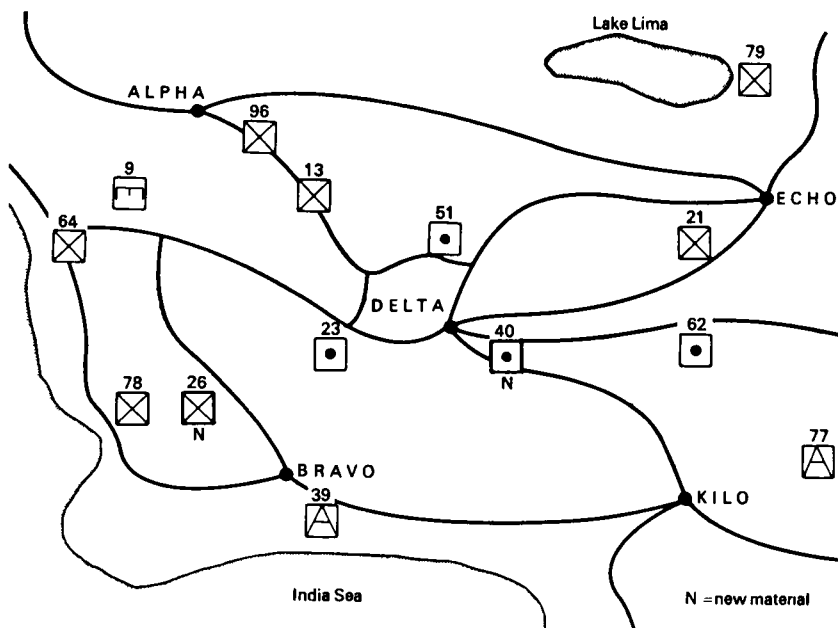 Lake Lima
79
ALPHA
96
9
13
51
ECHO
21
64
DELTA
40
62
23
N
78
26
N
77
BRAVO
39
KILO
India Sea
N = new material